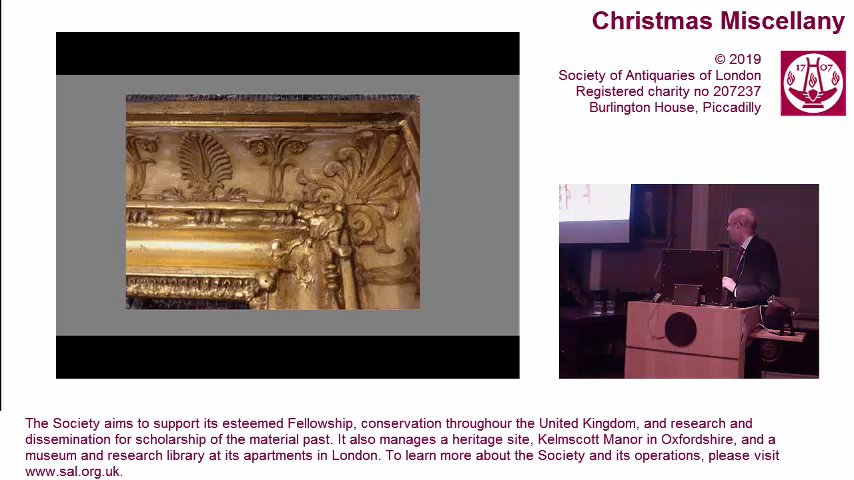 Christmas Miscellany
© 2019
Society of Antiquaries of London
Registered charity no 207237
Burlington House, Piccadilly
17 07
The Society aims to support its esteemed Fellowship, conservation throughour the United Kingdom, and research and
dissemination for scholarship of the material past. It also manages a heritage site, Kelmscott Manor in Oxfordshire, and a
museum and research library at its apartments in London. To learn more about the Society and its operations, please visit
www.sal.org.uk.